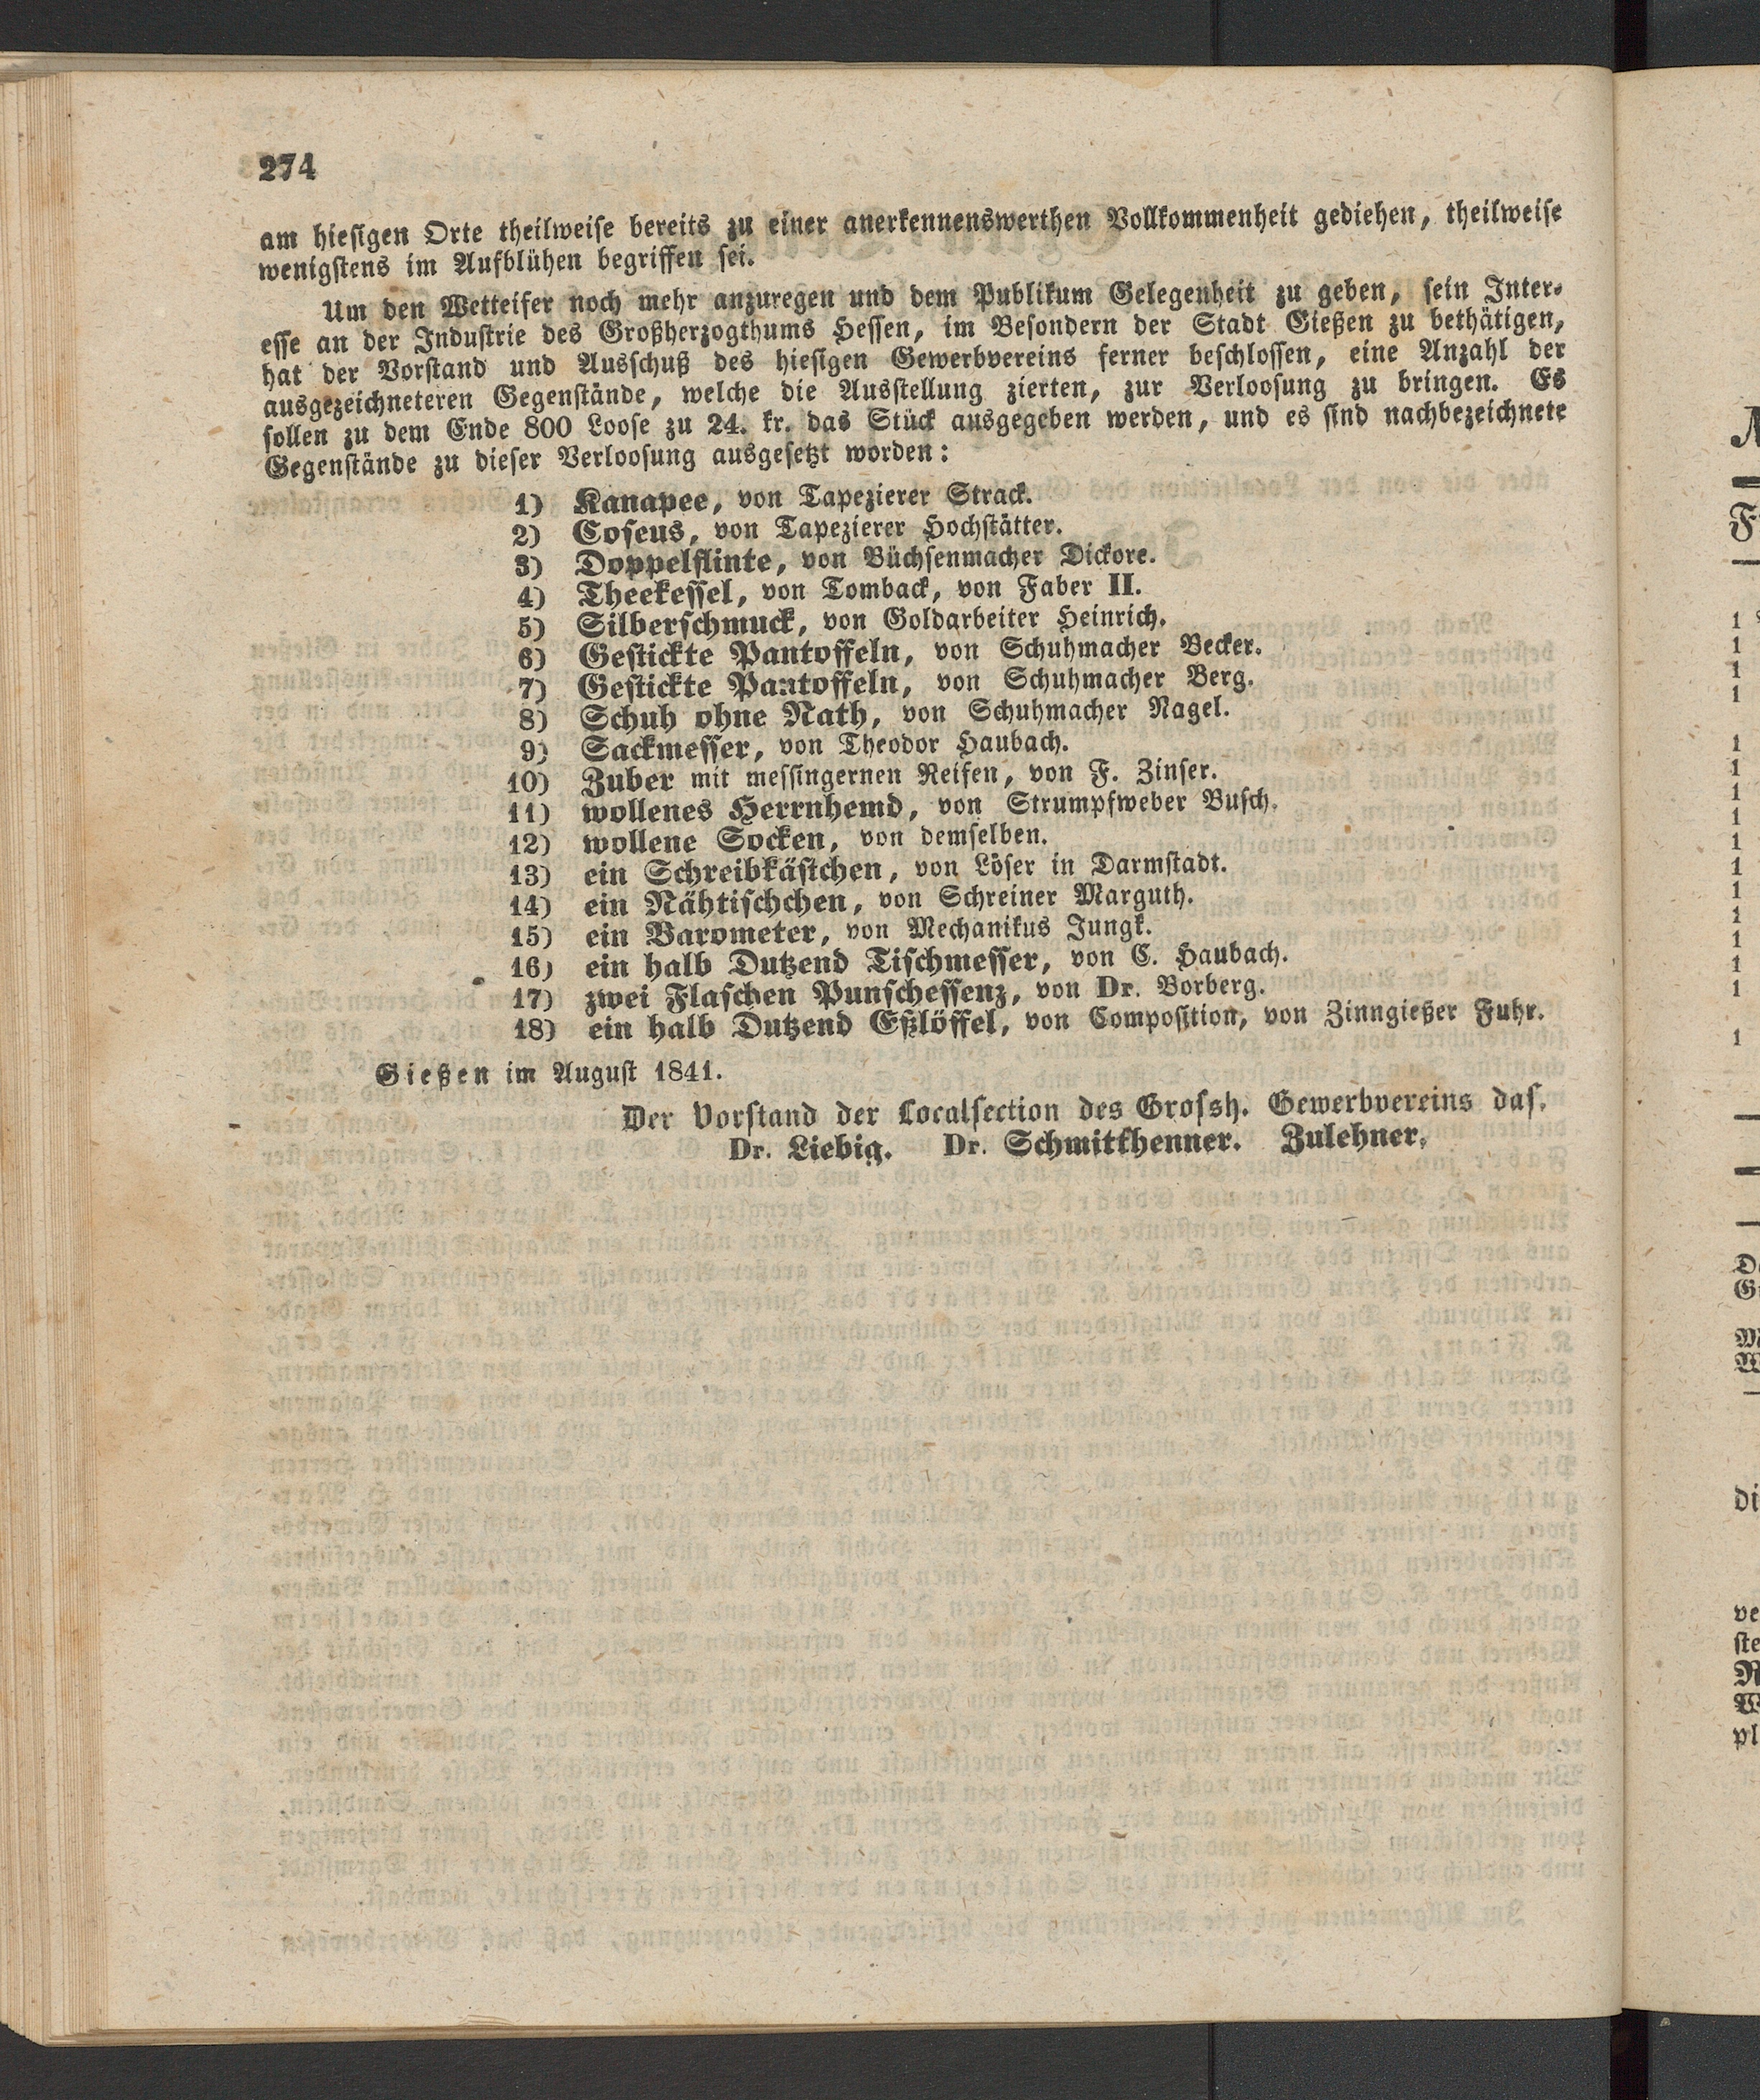 274
am hiesigen Orte theilweise bereits zu einer anerkennenswerthen Vollkommenheit gediehen, theilweise
wenigstens im Aufblühen begriffen sei.
Um den Wetteifer noch mehr anzuregen und dem Publikum Gelegenheit zu geben, sein Inter-
esse an der Industrie des Großherzogthums Hessen, im Besondern der Stadt Gießen zu bethätigen,
hat der Vorstand und Ausschuß des hiesigen Gewerbvereins ferner beschlossen, eine Anzahl der
ausgezeichneteren Gegenstände, welche die Ausstellung zierten, zur Verloosung zu bringen. Es
sollen zu dem Ende 800 Loose zu 24. kr. das Stück ausgegeben werden, und es sind nachbezeichnete
Gegenstände zu dieser Verloosung ausgesetzt worden:
1) Kanapee, von Tapezierer Strack.
2) Coseus, von Tapezierer Hochstätter.
3) Doppelflinte, von Büchsenmacher Dickore.
4) Theekessel, von Tomback, von Faber II.
5) Silberschmuck, von Goldarbeiter Heinrich.
6) Gestickte Pantoffeln, von Schuhmacher Becker.
7) Gestickte Pantoffeln, von Schuhmacher Berg.
8) Schuh ohne Nath, von Schuhmacher Nagel.
9) Sackmesser, von Theodor Haubach.
10) Zuber mit messingernen Reifen, von F. Zinser.
11) wollenes Herrnhemd, von Strumpfweber Busch.
12) wollene Socken, von demselben.
13) ein Schreibkästchen, von Löser in Darmstadt.
14) ein Nähtischchen, von Schreiner Marguth.
15) ein Barometer, von Mechanikus Jungk.
16) ein halb Dutzend Tischmesser, von C. Haubach.
17) zwei Flaschen Punschessenz, von Dr. Vorberg.
18) ein halb Dutzend Eßlöffel, von Composition, von Zinngießer Fuhr.
Gießen im August 1841.
Der Vorstand der Localsection des Grossh. Gewerbvereins das.
Dr. Liebig. Dr. Schmitthenner. Zulehner.